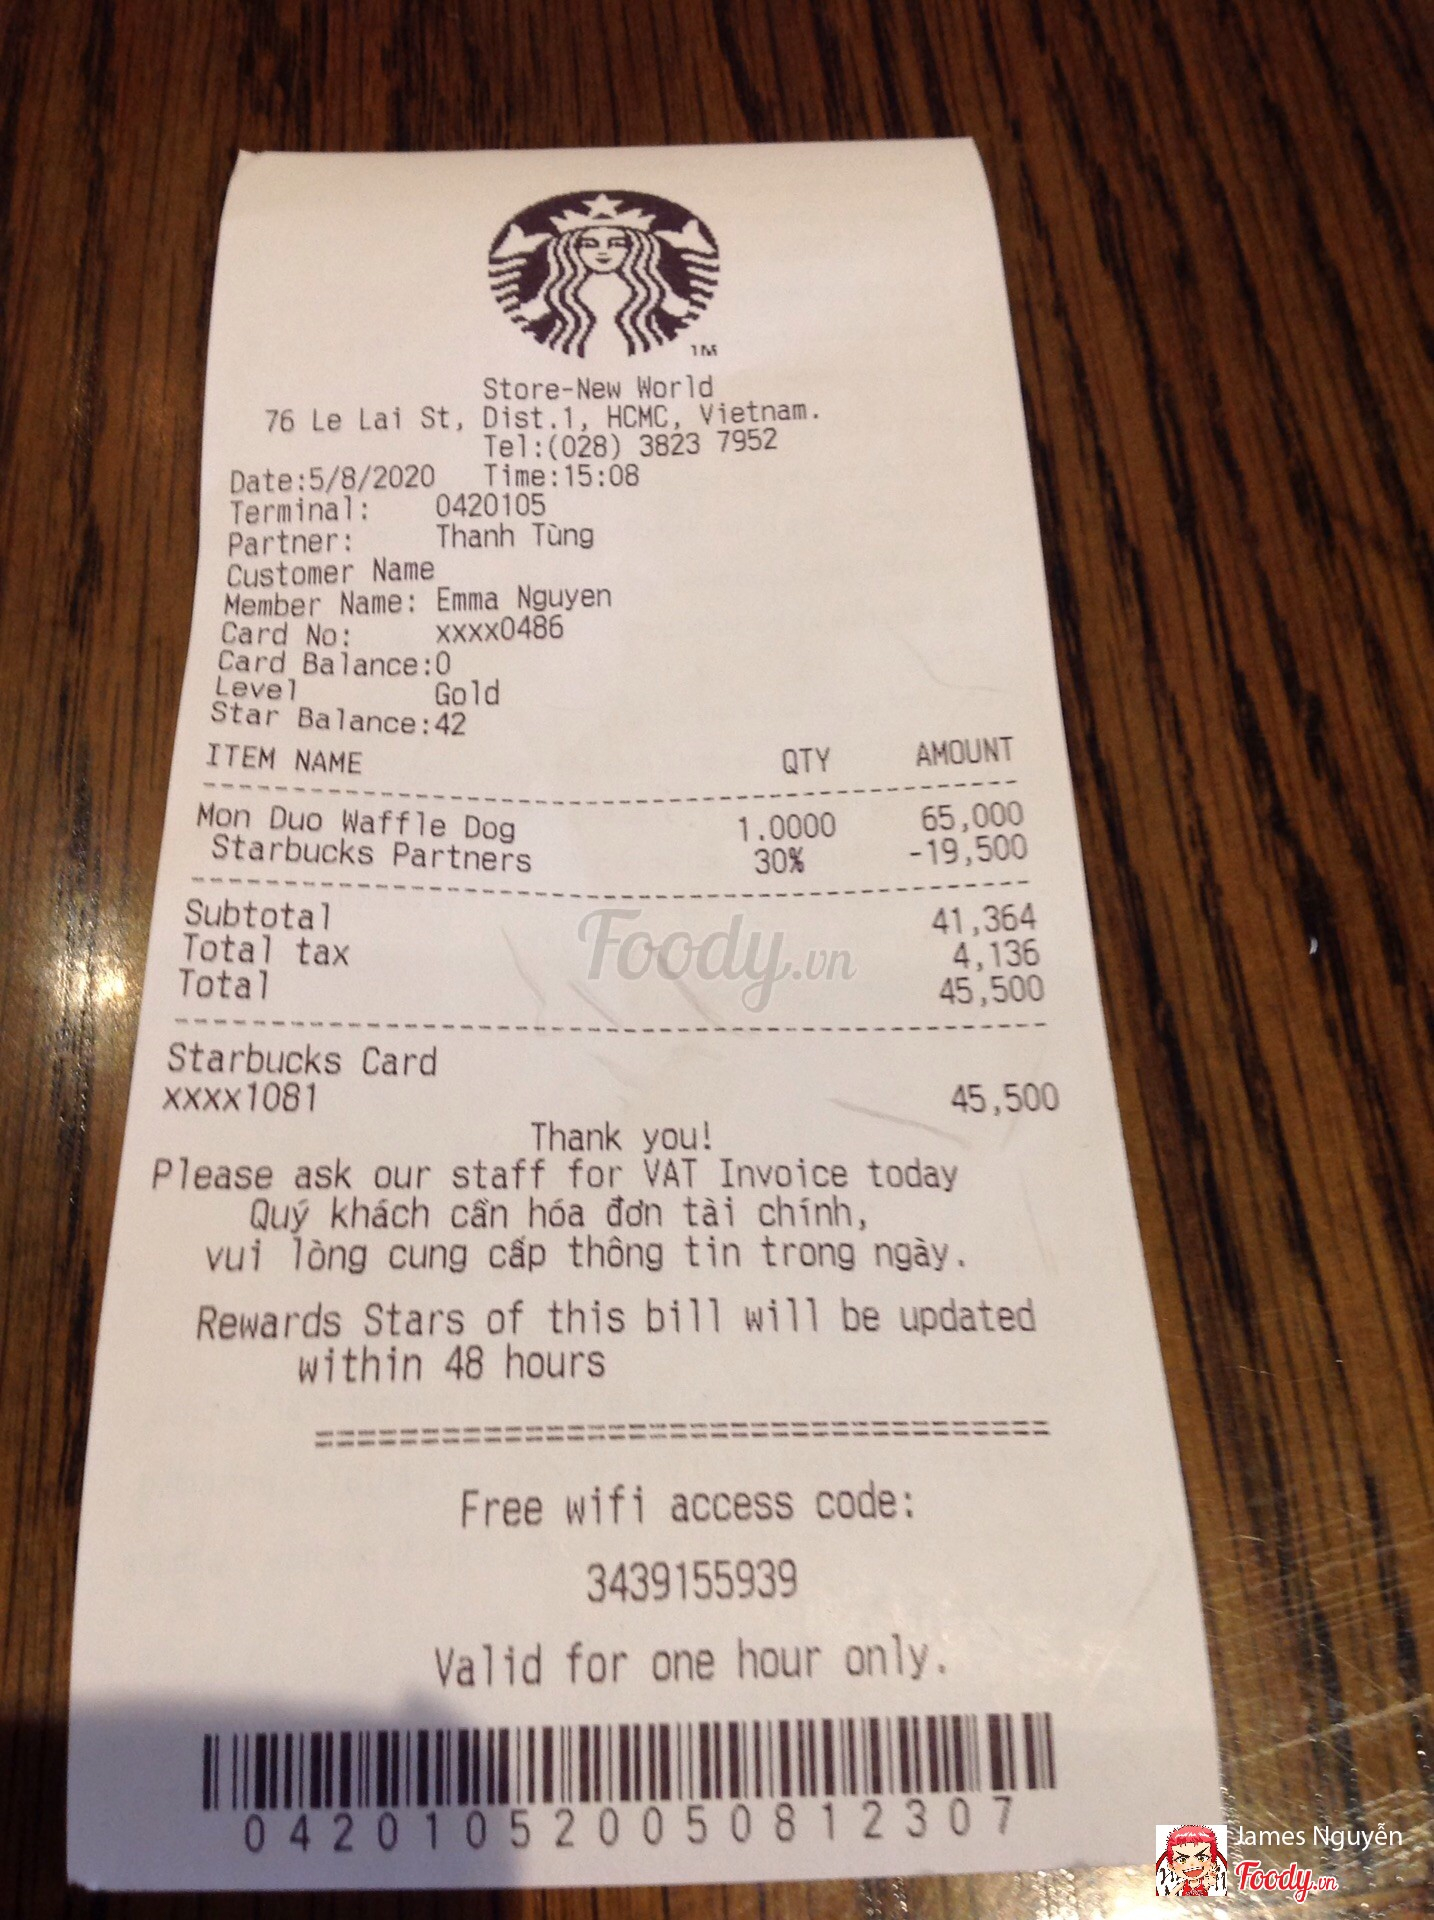 TM
Store-New World
76 Le Lai St, Dist.1, HCMC, Vietnam.
Tel:(028) 3823 7952
Date:5/8/2020 Time:15:08
Terminal: 0420105
Partner: Thanh Tùng
Customer Name
Member Name: Emma Nguyen
Card No: xxxx0486
Card Balance:0
Level Gold
Star Balance:42
ITEM NAME QTY AMOUNT
Mon Duo Waffle Dog 1.0000 65,000
Starbucks Partners 30% -19,500
Subtotal 41,364
Total tax 4,136
Total 45,500
Foody.vn
Starbucks Card
xxxx1081 45,500
Thank you!
Please ask our staff for VAT Invoice today
Quý khách cần hóa đơn tài chính,
vui lòng cung cấp thông tin trong ngày.
Rewards Stars of this bill will be updated
within 48 hours
Free wifi access code:
3439155939
Valid for one hour only.
042010520050812307
James Nguyễn
Foody.vn